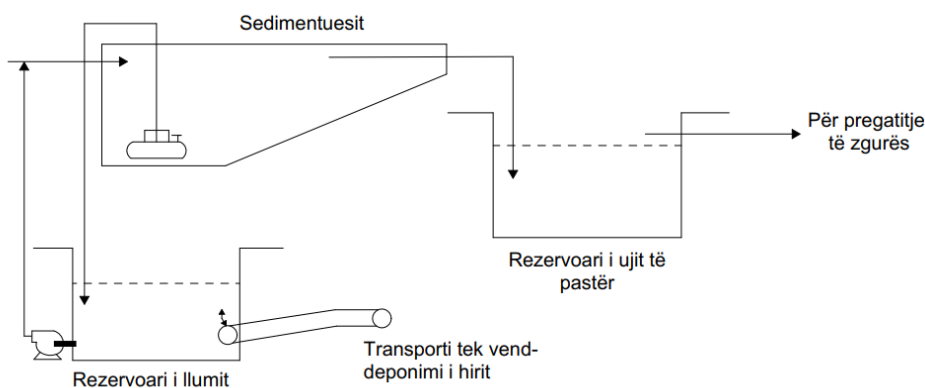 Sedimentuesit
Për pregatitje
të zgurës
Rezervoari i ujit të
pastër
Transporti tek vend-
deponimi i hirit
Rezervoari i llumit